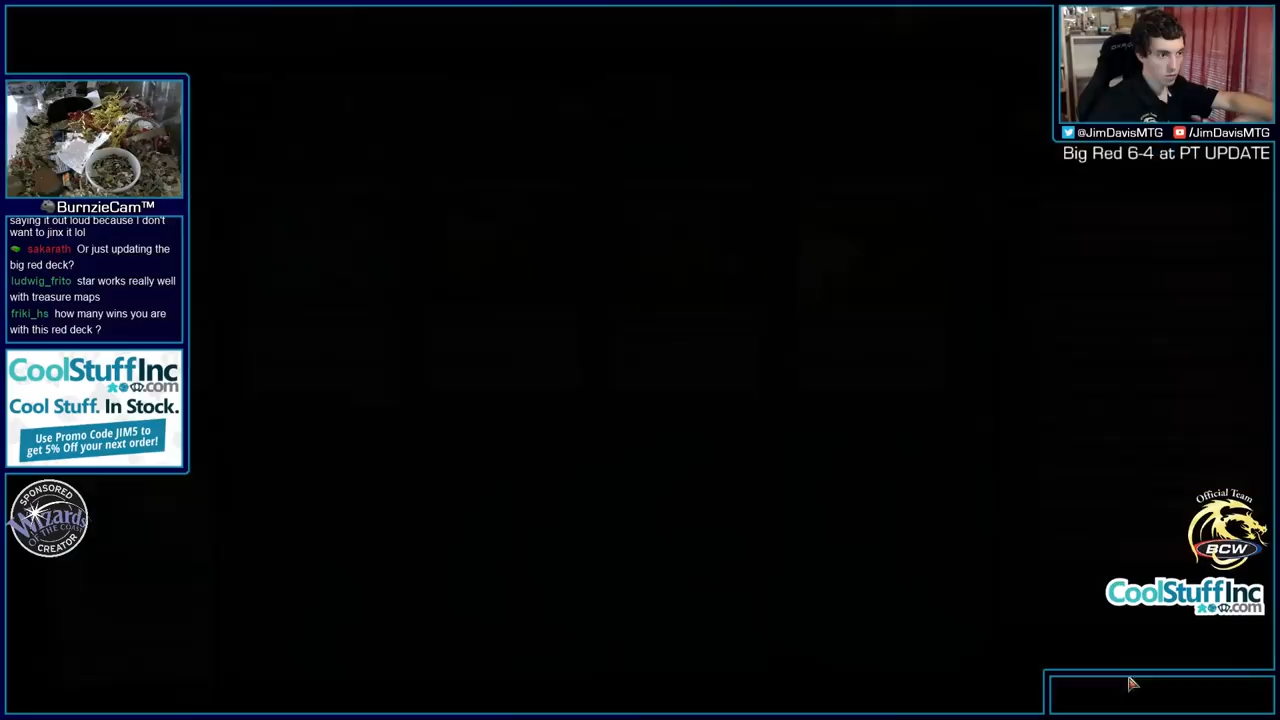 @JimDavisMTG /JimDavisMTG
Big Red 6-4 at PT UPDATE
BurnzieCam™
saying it out loud because I don't
want to jinx it lol
sakarath Or just updating the
big red deck?
ludwig_frito star works really well
with treasure maps
friki_hs how many wins you are
with this red deck ?
CoolStuffInc
.com
Cool Stuff. In Stock.
Use Promo Code JIM5 to
get 5% Off your next order!
SPONSORED
Wizards
OF THE COAST
CREATOR
Official Team
BCW
CoolStuffInc
.com